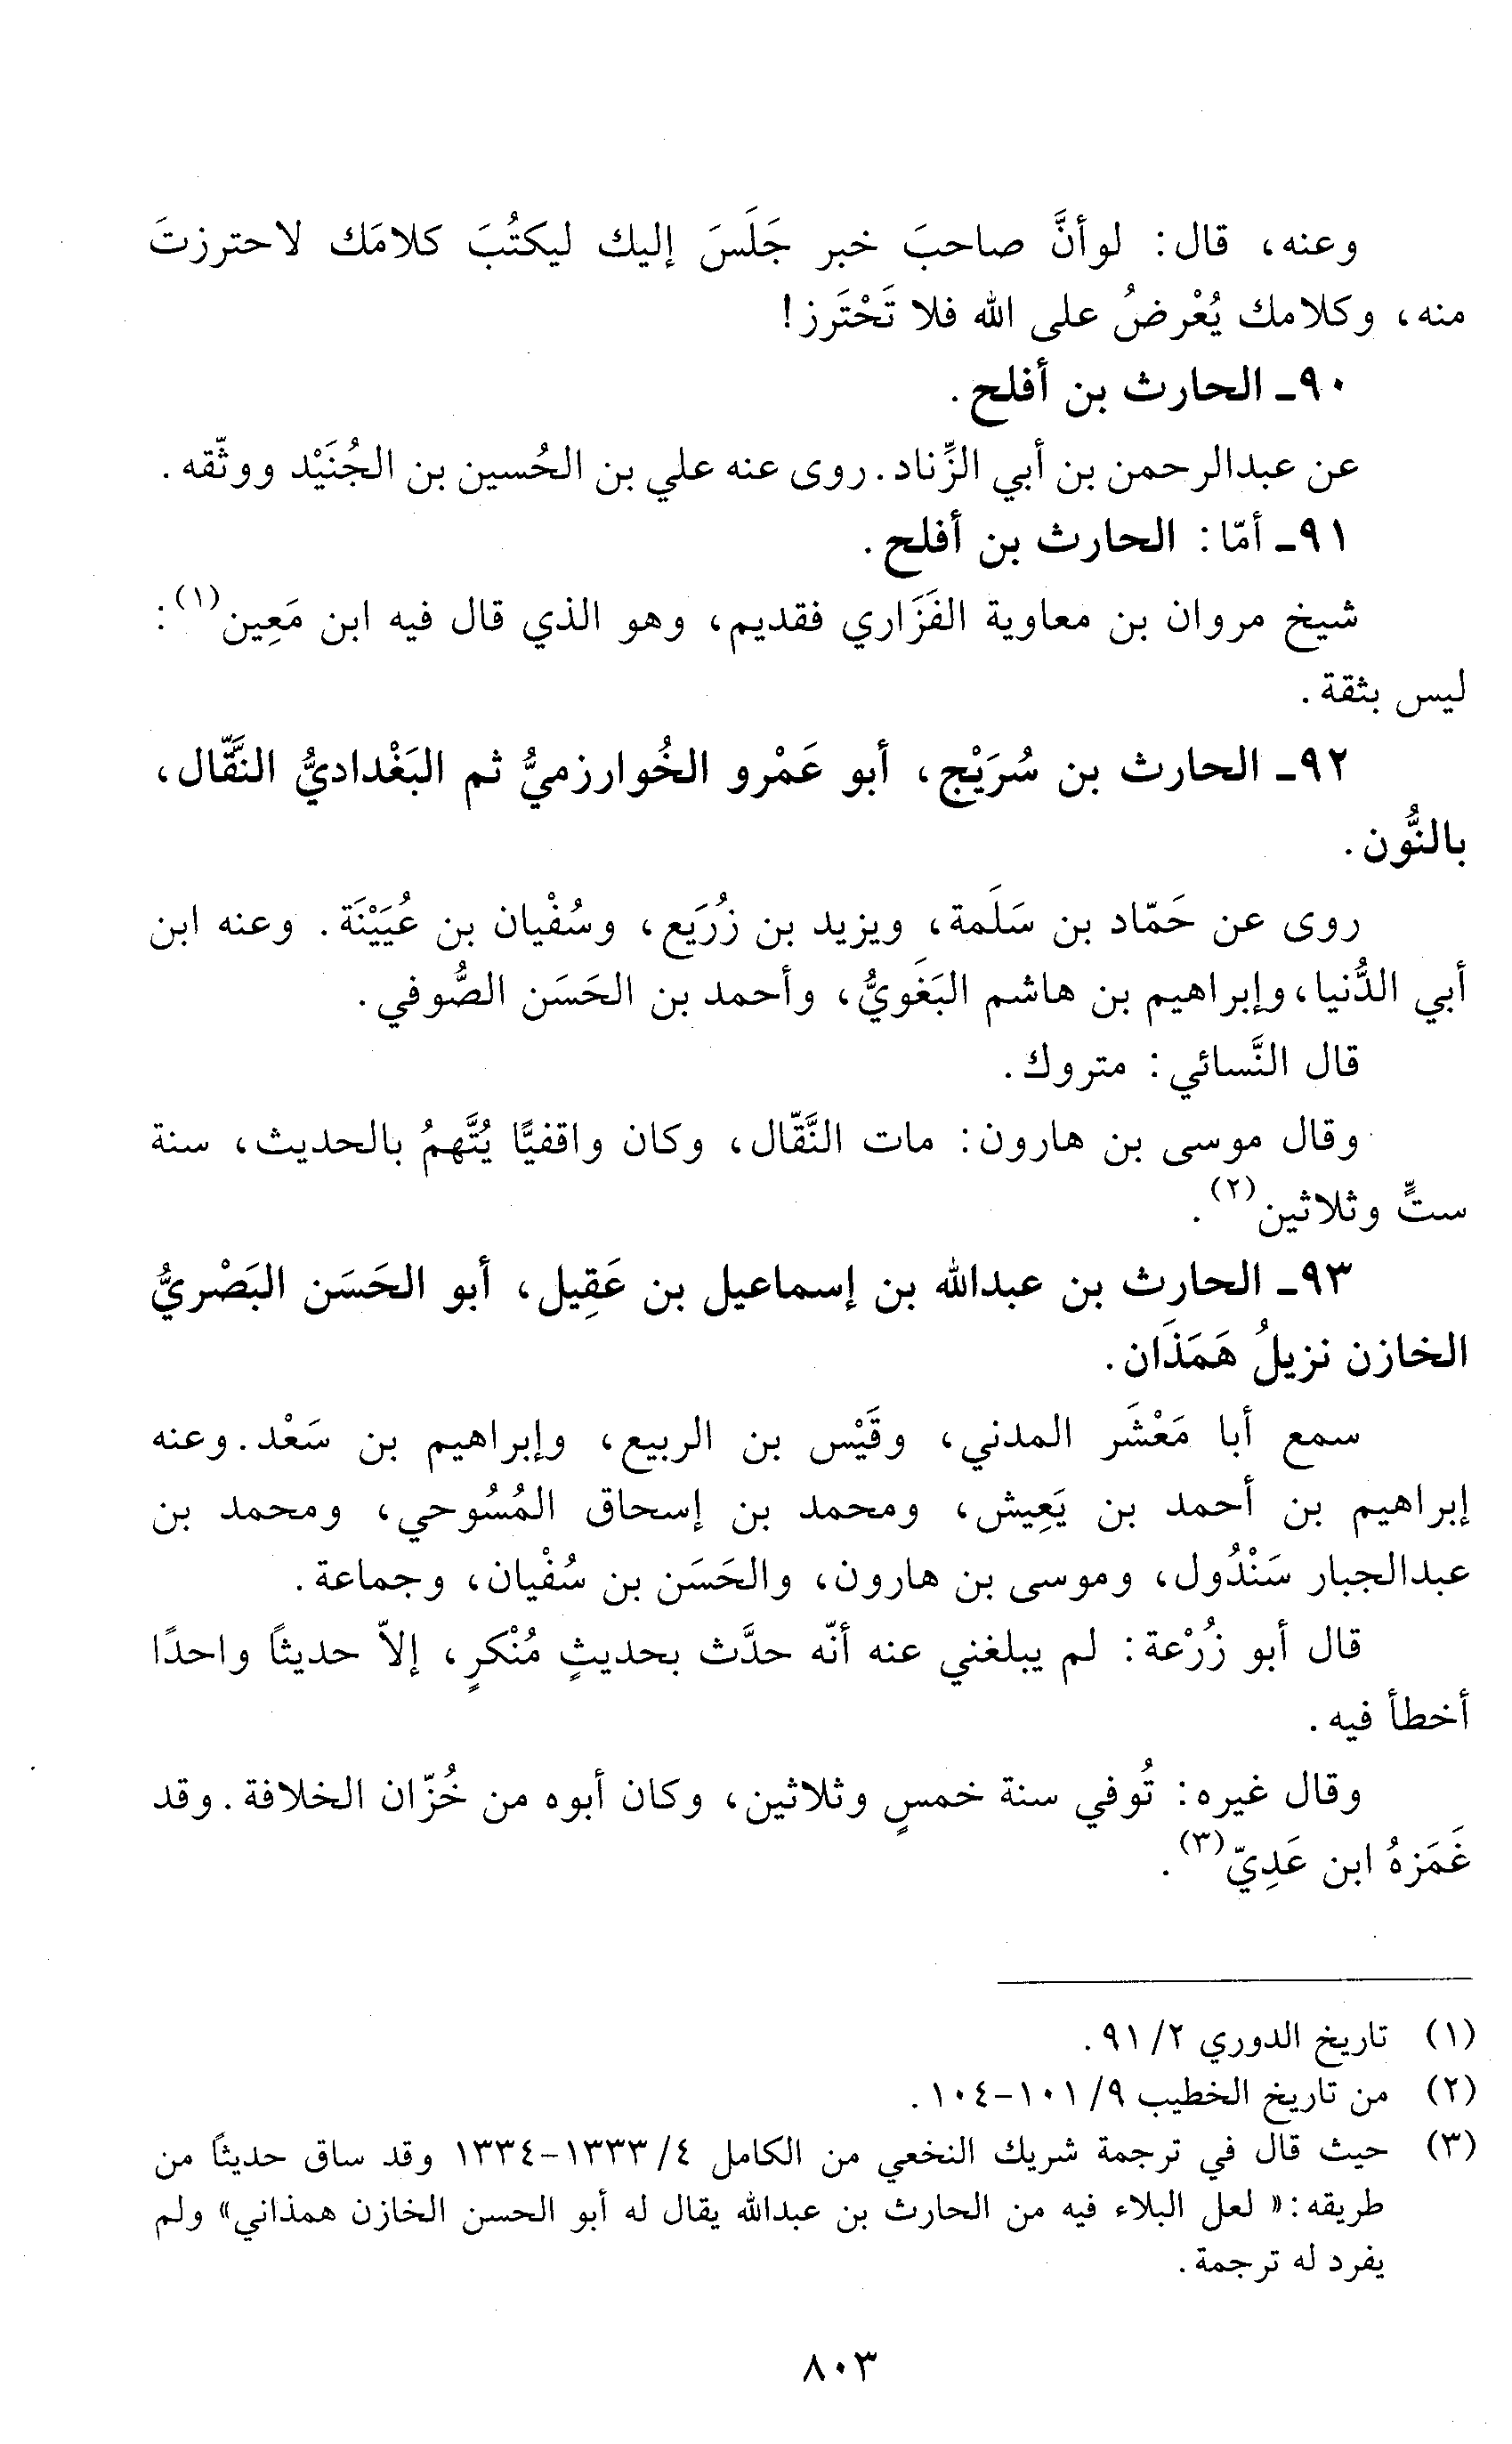 وعنه، قال: لوأنَّ صاحبَ خبر جَلَسَ إليك ليكتُبَ كلامَك لاحترزتَ
منه، وكلامك يُعْرضُ على الله فلا تَحْتَرز!
٩٠ـ الحارث بن أفلح.
عن عبدالرحمن بن أبي الزِّناد. روى عنه علي بن الحُسين بن الجُنَيْد ووثّقه.
٩١ـ أمّا: الحارث بن أفلح.
شيخ مروان بن معاوية الفَزَاري فقديم، وهو الذي قال فيه ابن مَعِين(١):
ليس بثقة.
٩٢ـ الحارث بن سُرَيْج، أبو عَمْرو الخُوارزميُّ ثم البَغْداديُّ النَّقّال،
بالنُّون.
روى عن حَمّاد بن سَلَمة، ويزيد بن زُرَيع، وسُفْيان بن عُيَيْنَة. وعنه ابن
أبي الدُّنيا، وإبراهيم بن هاشم البَغَويُّ، وأحمد بن الحَسَن الصُّوفي.
قال النَّسائي: متروك.
وقال موسى بن هارون: مات النَّقّال، وكان واقفيًّا يُتَّهمُ بالحديث، سنة
ستٍّ وثلاثين(٢).
٩٣ـ الحارث بن عبدالله بن إسماعيل بن عَقِيل، أبو الحَسَن البَصْريُّ
الخازن نزيلُ هَمَذَان.
سمع أبا مَعْشَر المدني، وقَيْس بن الربيع، وإبراهيم بن سَعْد. وعنه
إبراهيم بن أحمد بن يَعِيش، ومحمد بن إسحاق المُسُوحي، ومحمد بن
عبدالجبار سَنْدُول، وموسى بن هارون، والحَسَن بن سُفْيان، وجماعة.
قال أبو زُرْعة: لم يبلغني عنه أنّه حدَّث بحديثٍ مُنْكرٍ، إلاّ حديثاً واحدًا
أخطأ فيه.
وقال غيره: تُوفي سنة خمسٍ وثلاثين، وكان أبوه من خُزّان الخلافة. وقد
غَمَزهُ ابن عَدِيّ(٣).
(١) تاريخ الدوري ٢/ ٩١.
(٢) من تاريخ الخطيب ٩/ ١٠١-١٠٤.
(٣) حيث قال في ترجمة شريك النخعي من الكامل ٤/ ١٣٣٣-١٣٣٤ وقد ساق حديثاً من
طريقه: «لعل البلاء فيه من الحارث بن عبدالله يقال له أبو الحسن الخازن همذاني» ولم
يفرد له ترجمة.
٨٠٣